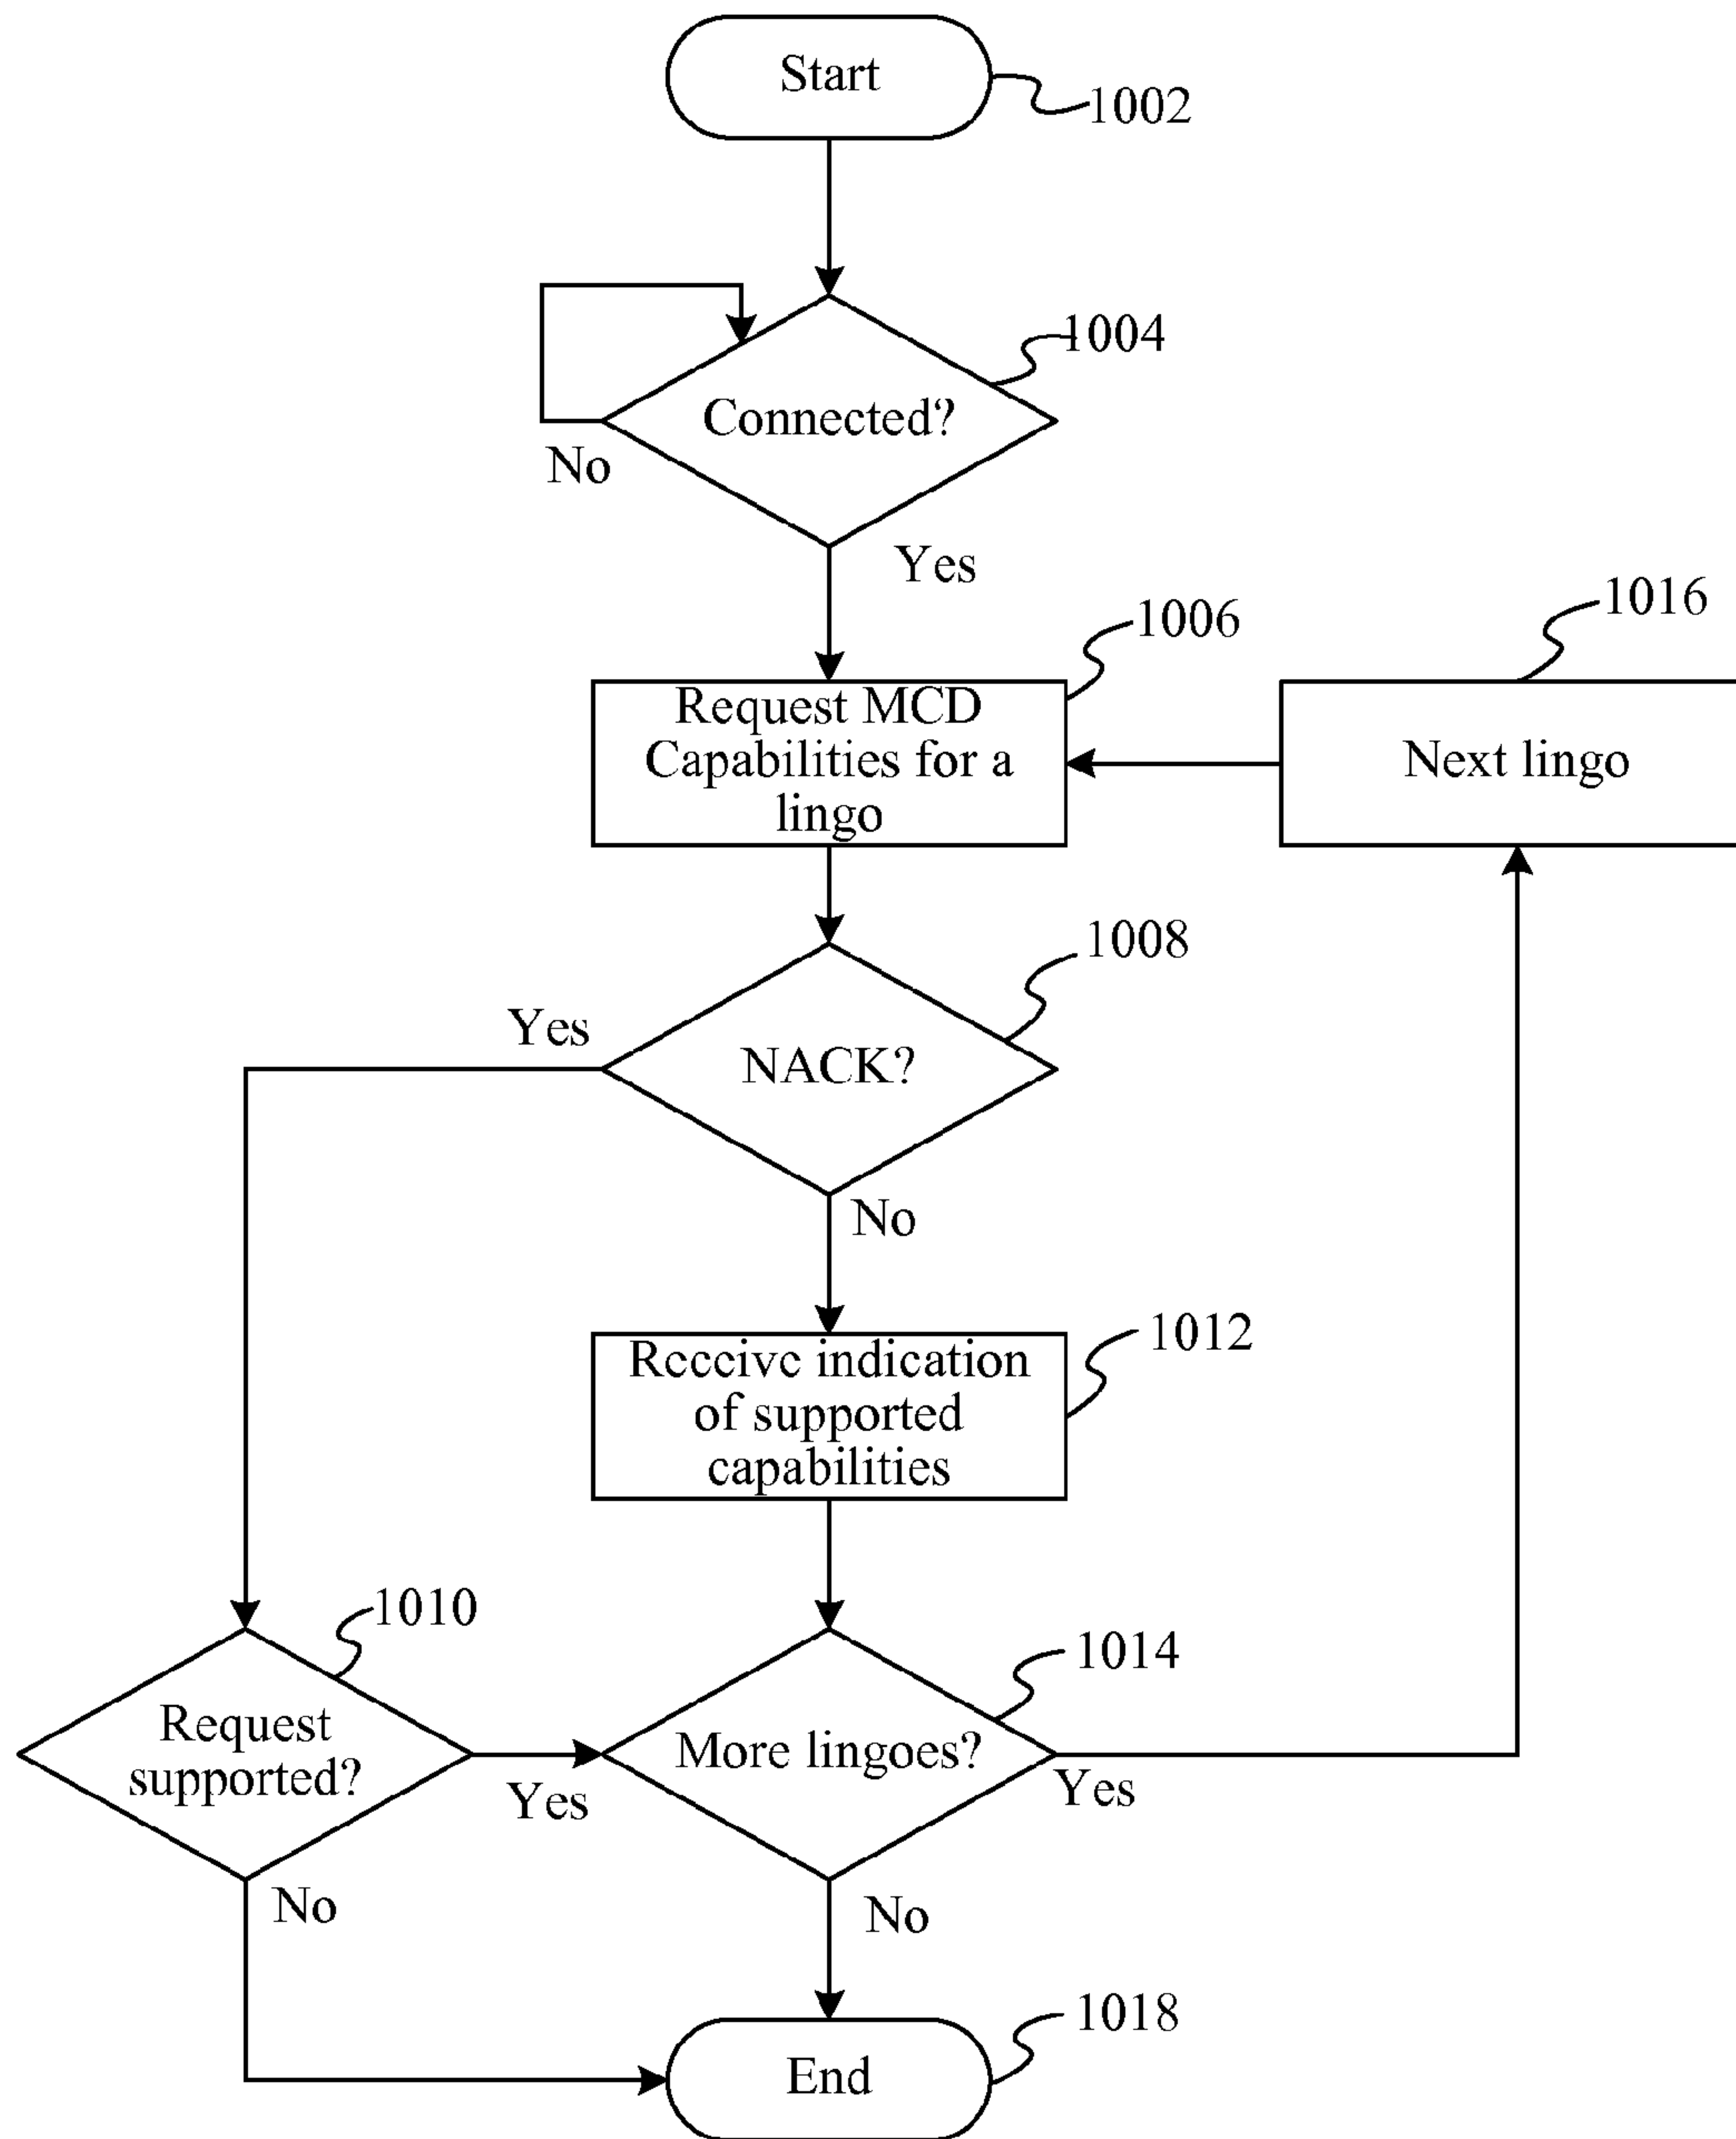 Start
1002
1004
Connected?
No
Yes
1006
1016
Request MCD
Capabilities for a
lingo
Next lingo
1008
Yes
NACK?
No
1012
Receive indication
of supported
capabilities
1010
1014
Request
supported?
More lingoes?
Yes
Yes
No
No
1018
End